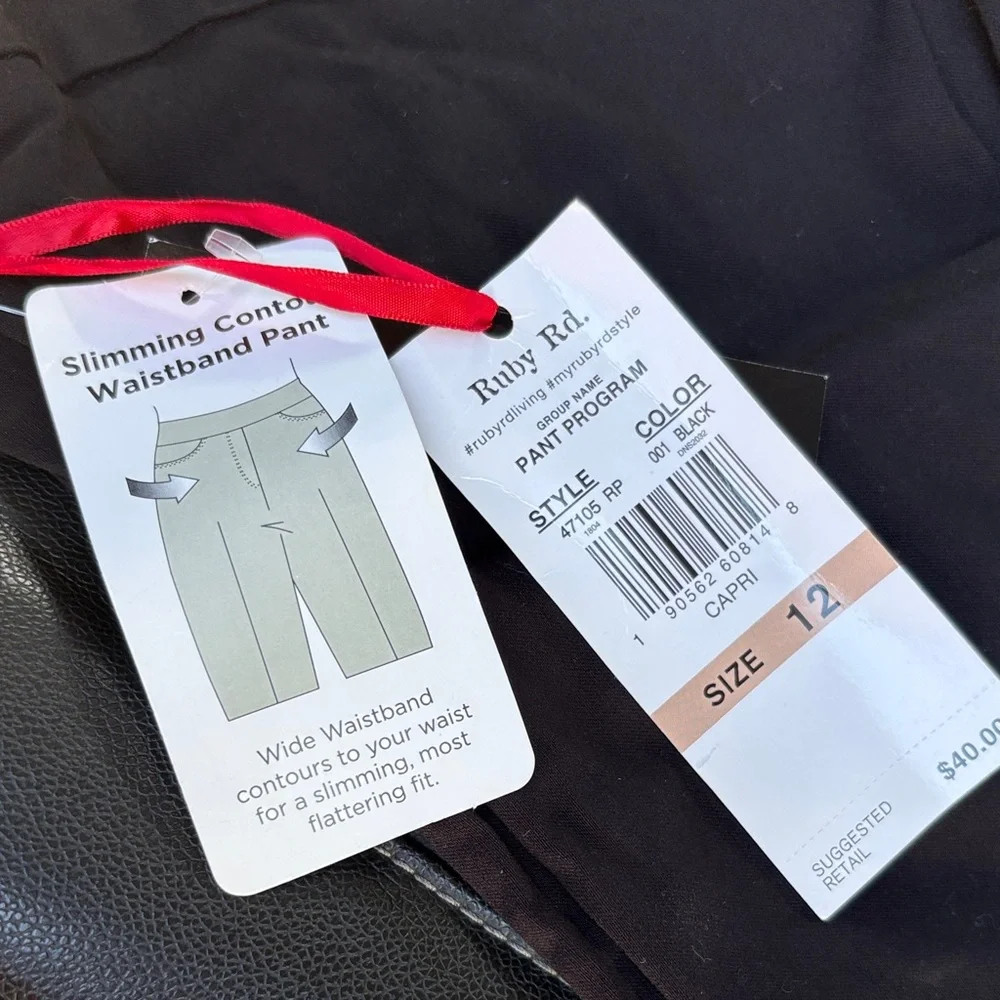 Slimming Conto
Waistband Pant
Wide Waistband
contours to your waist
for a slimming, most
flattering fit.
Ruby Rd.
#rubyrdliving #myrubyrdstyle
GROUP NAME
PANT PROGRAM
STYLE
47105 RP
1804
COLOR
001 BLACK
DNS2032
1 90562 60814 8
CAPRI
SIZE 12
$40.00
SUGGESTED
RETAIL